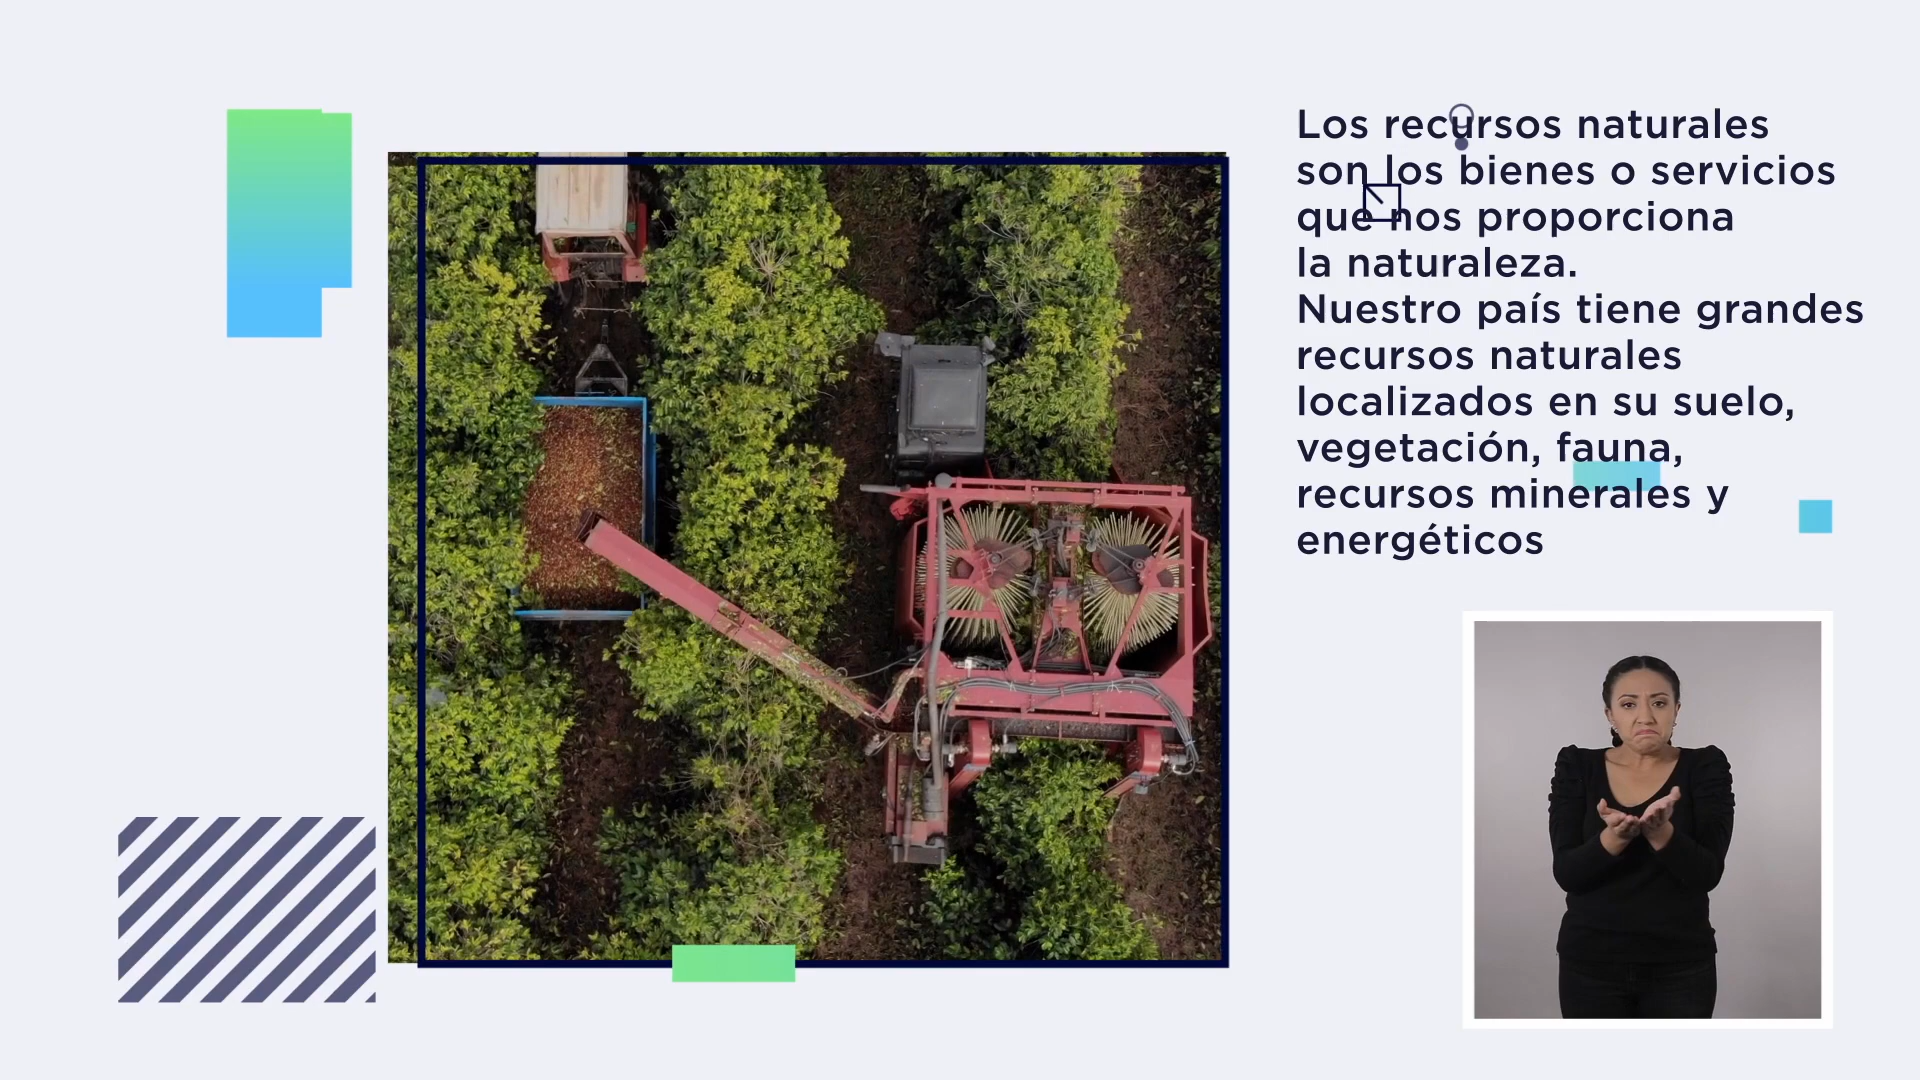 Los recursos naturales
son los bienes o servicios
que nos proporciona
la naturaleza.
Nuestro país tiene grandes
recursos naturales
localizados en su suelo,
vegetación, fauna,
recursos minerales y
energéticos